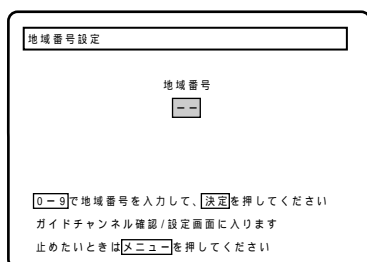 地域番号設定
地域番号
－－
０－９で地域番号を入力して、決定を押してください
ガイドチャンネル確認/設定画面に入ります
止めたいときはメニューを押してください